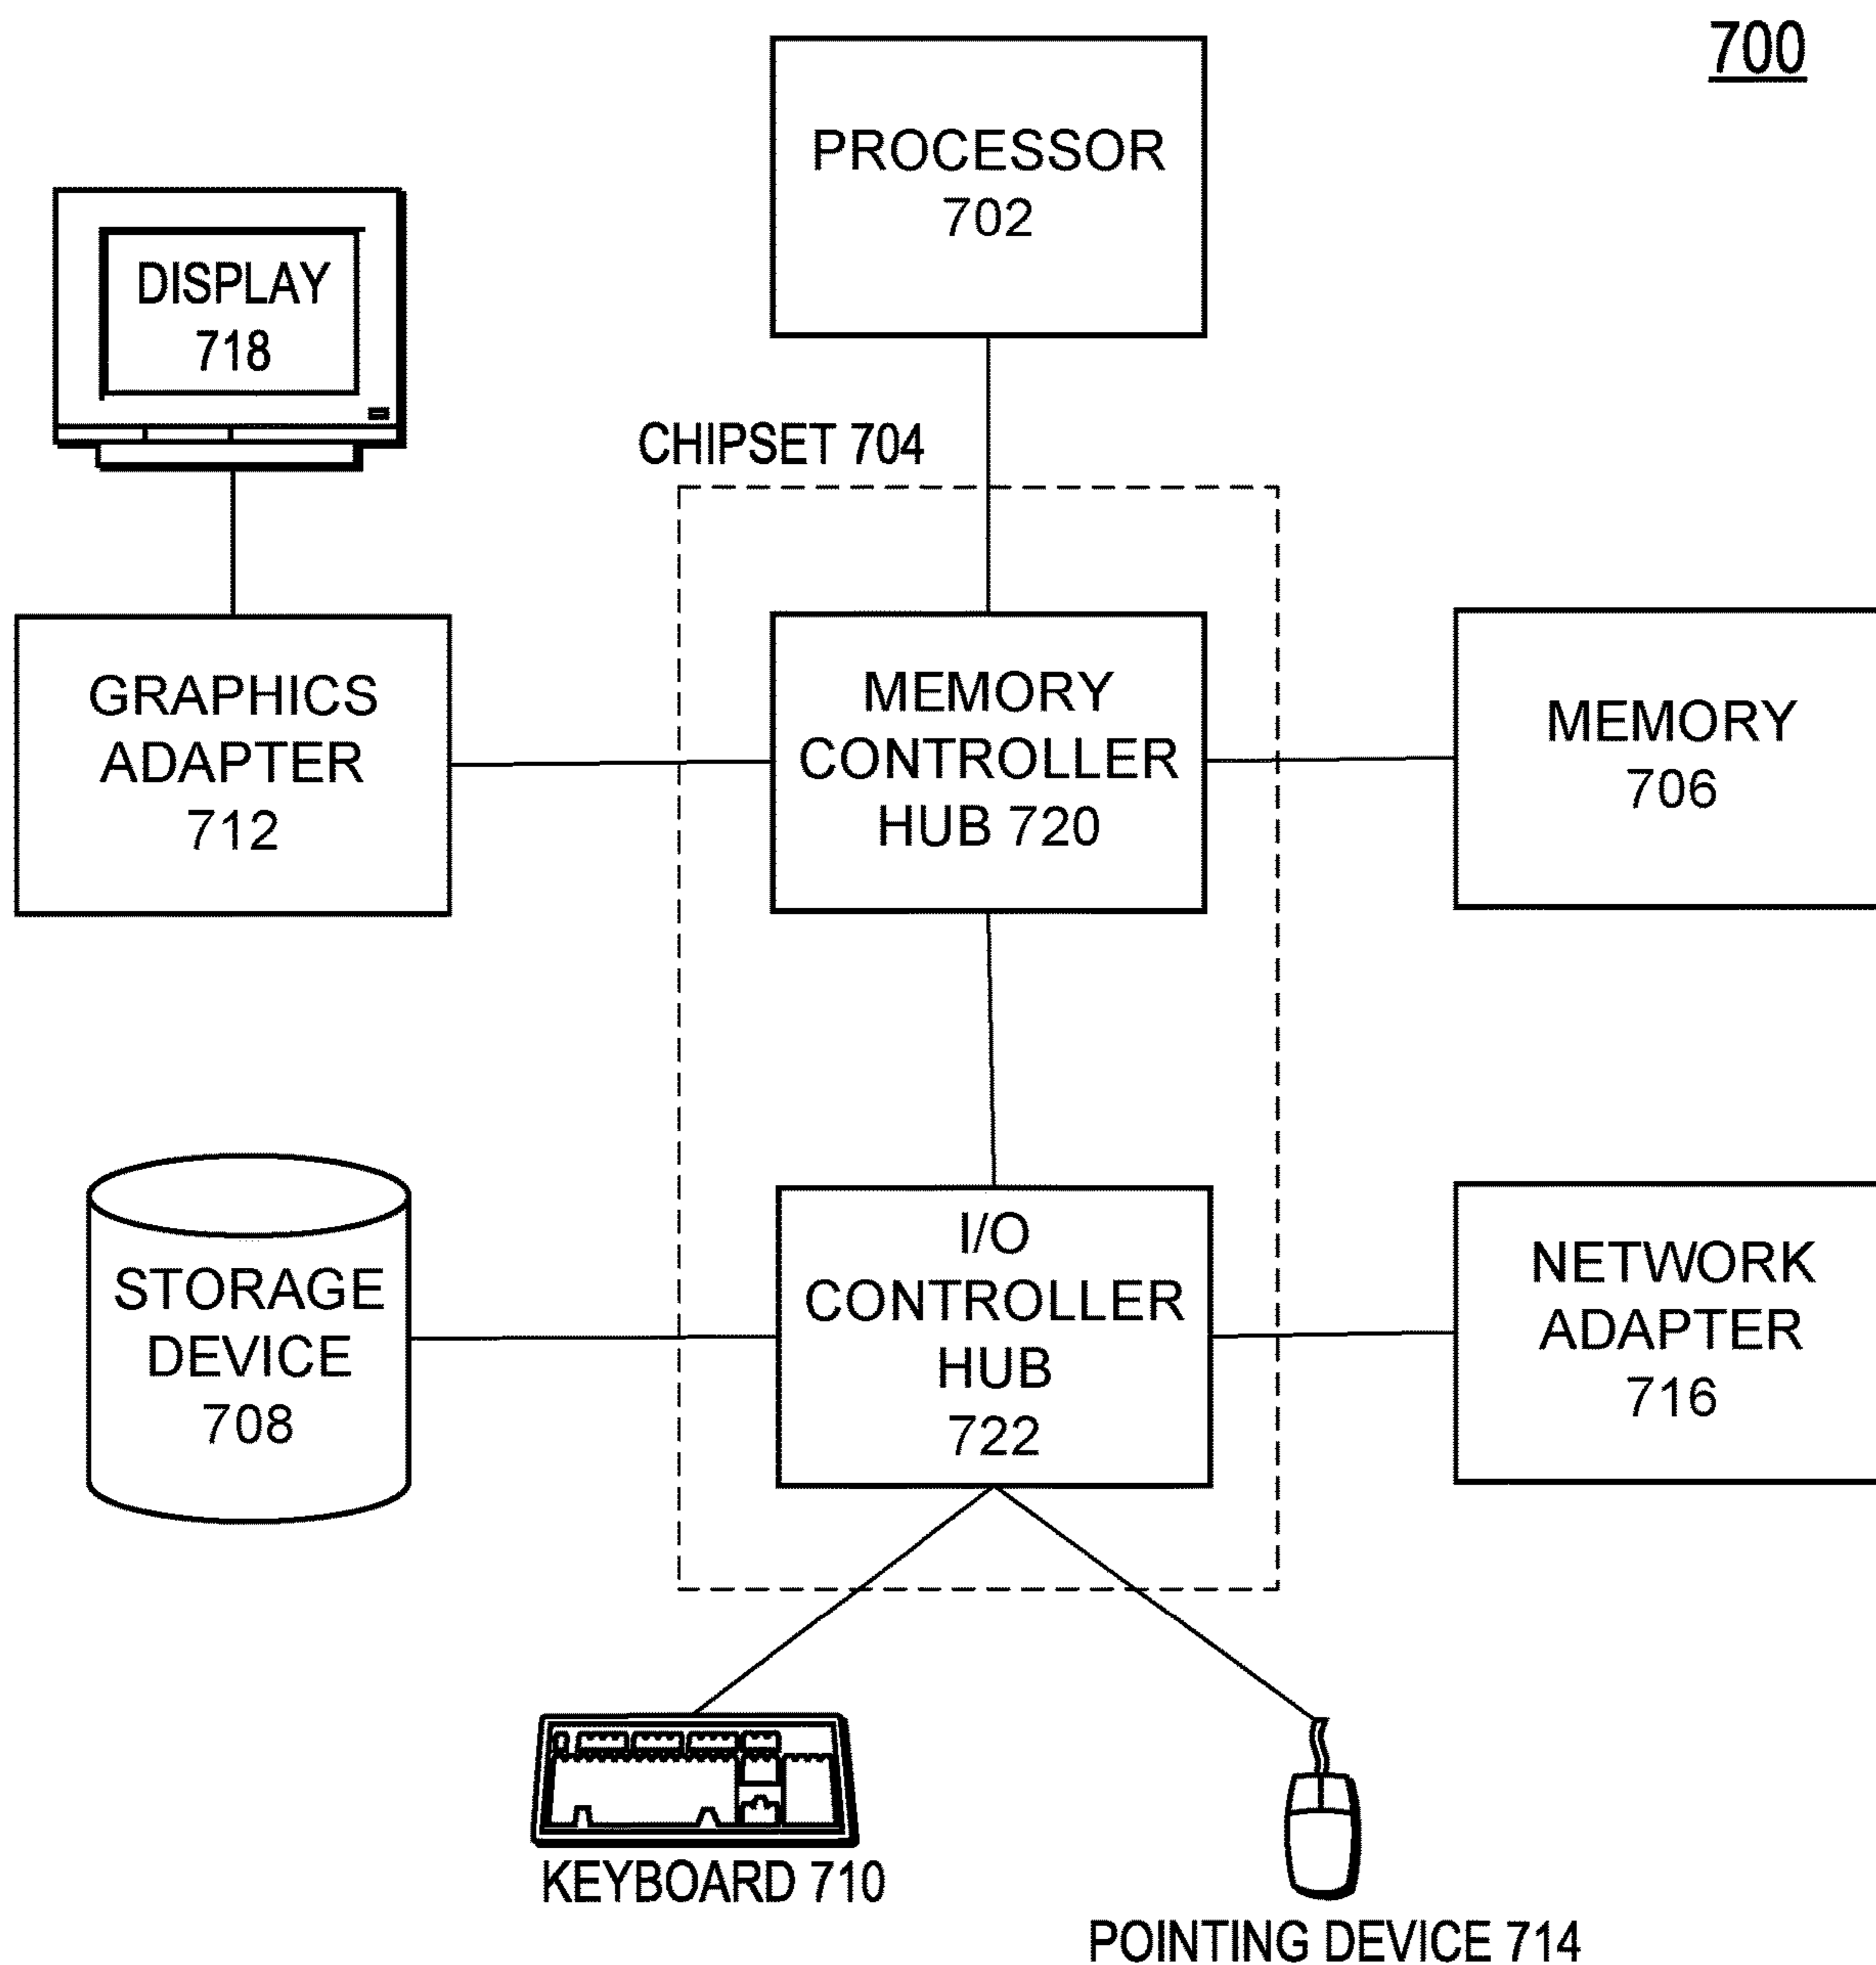 700
PROCESSOR
702
DISPLAY
718
CHIPSET 704
GRAPHICS
ADAPTER
712
MEMORY
CONTROLLER
HUB 720
MEMORY
706
STORAGE
DEVICE
708
I/O
CONTROLLER
HUB
722
NETWORK
ADAPTER
716
KEYBOARD 710
POINTING DEVICE 714